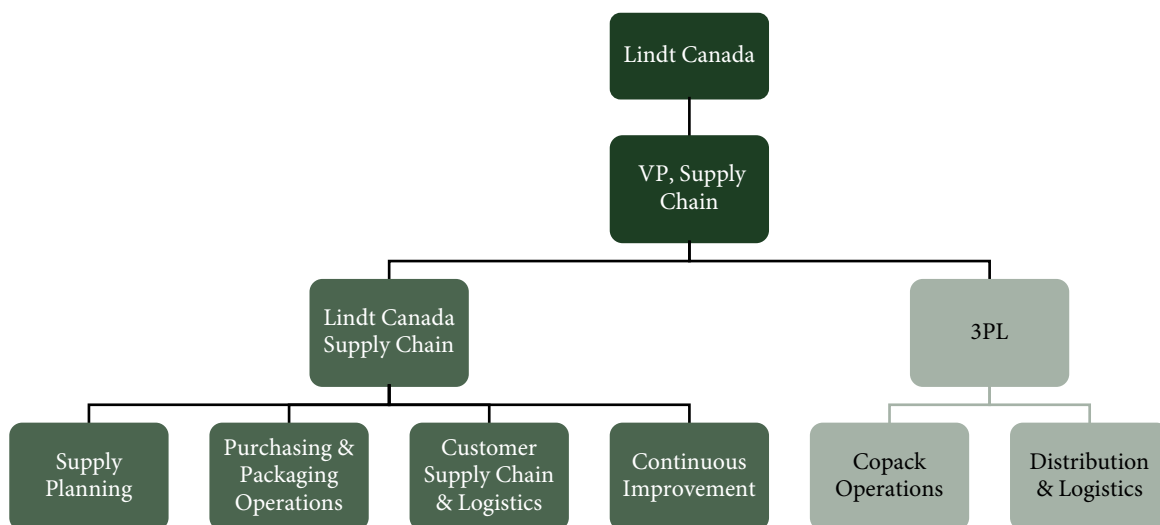 Lindt Canada
VP, Supply
Chain
Lindt Canada
Supply Chain
3PL
Supply
Planning
Purchasing &
Packaging
Operations
Customer
Supply Chain
& Logistics
Continuous
Improvement
Copack
Operations
Distribution
& Logistics